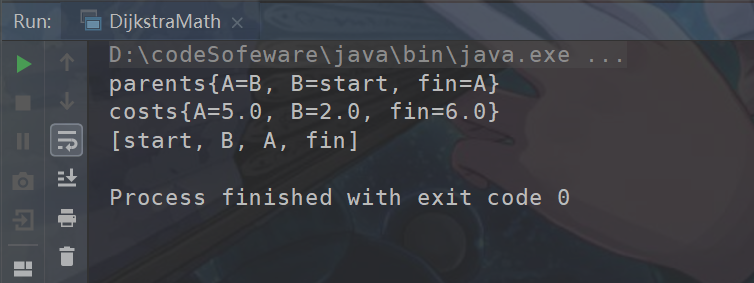 Run: DijkstraMath ×
D:\codeSofeware\java\bin\java.exe ...
parents{A=B, B=start, fin=A}
costs{A=5.0, B=2.0, fin=6.0}
[start, B, A, fin]
Process finished with exit code 0